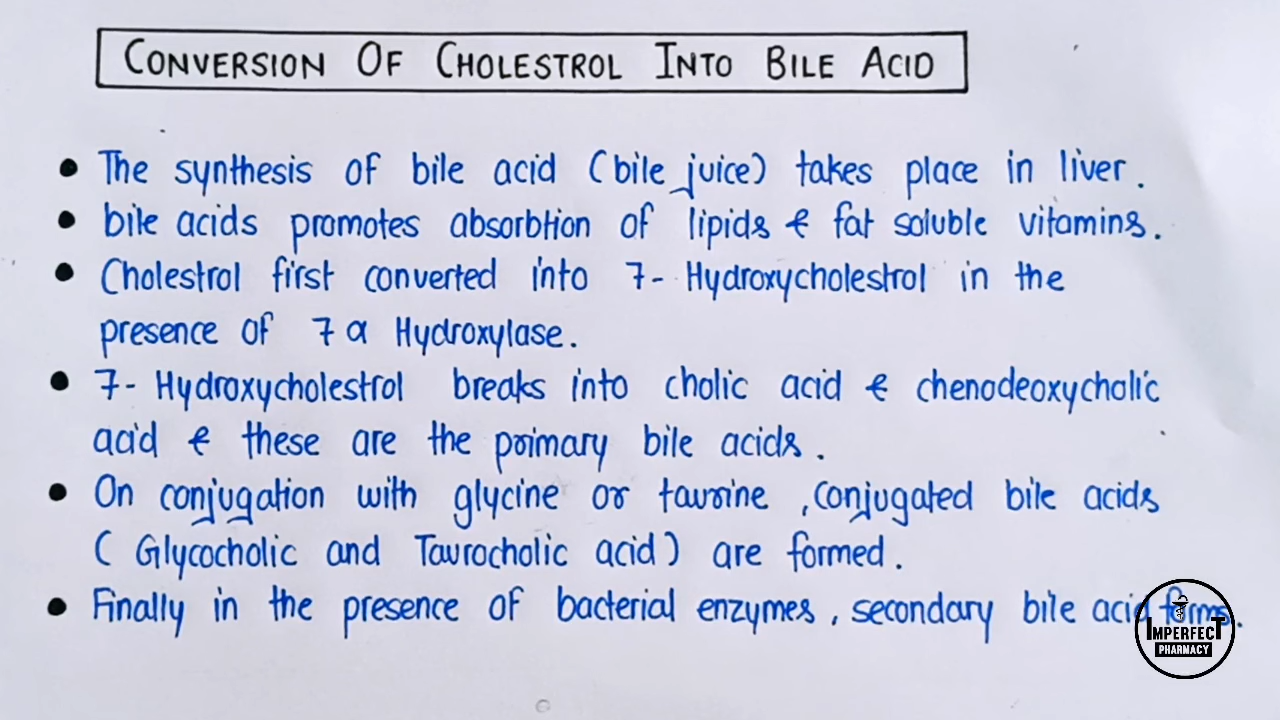 CONVERSION OF CHOLESTROL INTO BILE ACID
• The synthesis of bile acid (bile juice) takes place in liver.
• bile acids promotes absorbtion of lipids & fat soluble vitamins.
• Cholestrol first converted into 7- Hydroxycholestrol in the
presence of 7 α Hydroxylase.
• 7- Hydroxycholestrol breaks into cholic acid & chenodeoxycholic
acid & these are the primary bile acids.
• On conjugation with glycine or taurine, conjugated bile acids
( Glycocholic and Taurocholic acid) are formed.
• Finally in the presence of bacterial enzymes, secondary bile acid forms.
IMPERFECT
PHARMACY